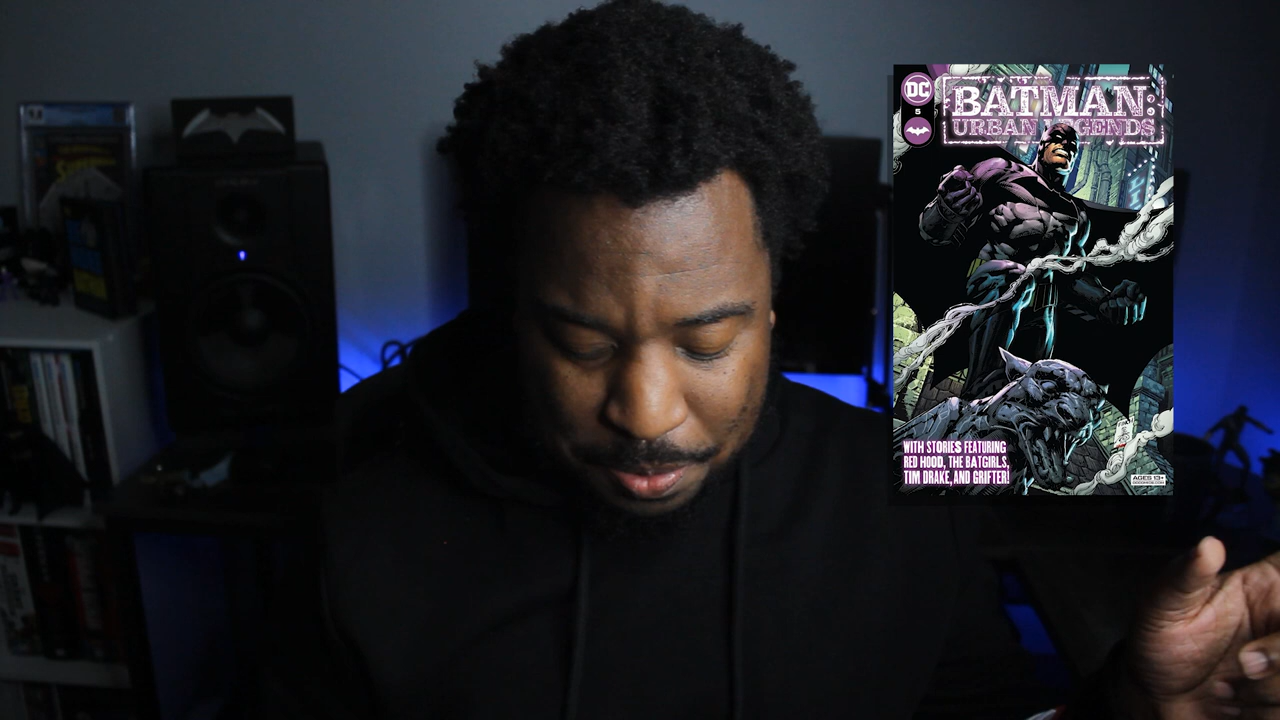 DC
5
BATMAN:
URBAN LEGENDS
WITH STORIES FEATURING
RED HOOD, THE BATGIRLS,
TIM DRAKE, AND GRIFTER!
AGES 13+